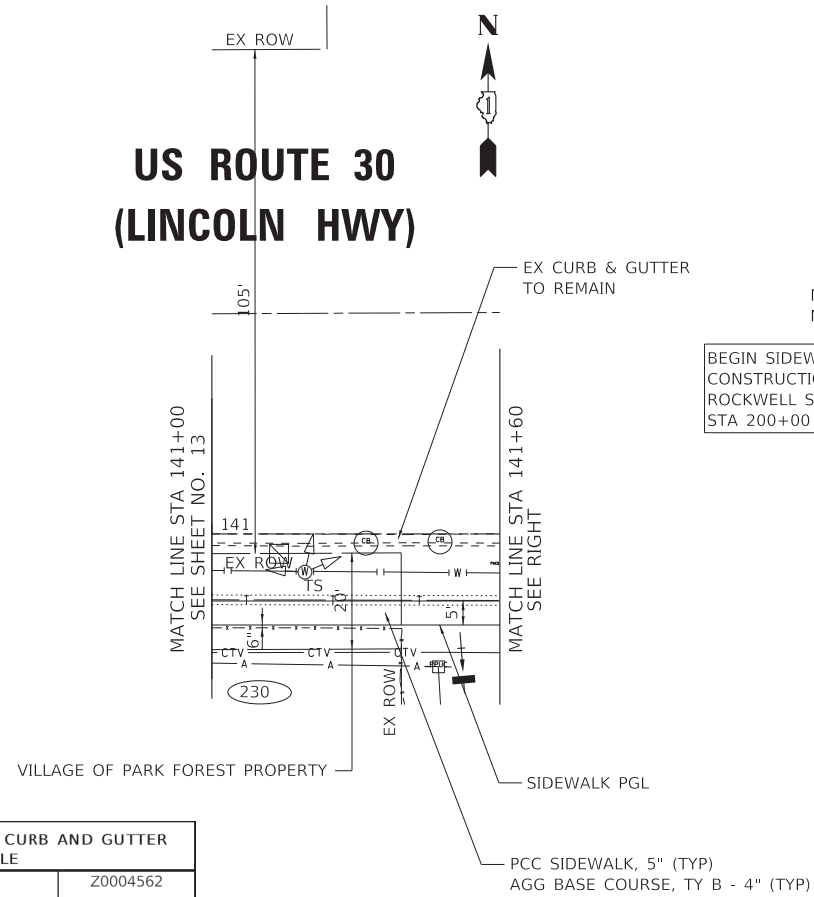 EX ROW
N
1
US ROUTE 30
(LINCOLN HWY)
105'
EX CURB & GUTTER
TO REMAIN
BEGIN SIDEW
CONSTRUCTIO
ROCKWELL S
STA 200+00
MATCH LINE STA 141+00
SEE SHEET NO. 13
MATCH LINE STA 141+60
SEE RIGHT
141
CB
CB
EX ROW
W
W
TS
T
T
20'
5'
6"
CTV
CTV
CTV
A
A
A
230
EX ROW
VILLAGE OF PARK FOREST PROPERTY
SIDEWALK PGL
CURB AND GUTTER
LE
Z0004562
PCC SIDEWALK, 5" (TYP)
AGG BASE COURSE, TY B - 4" (TYP)